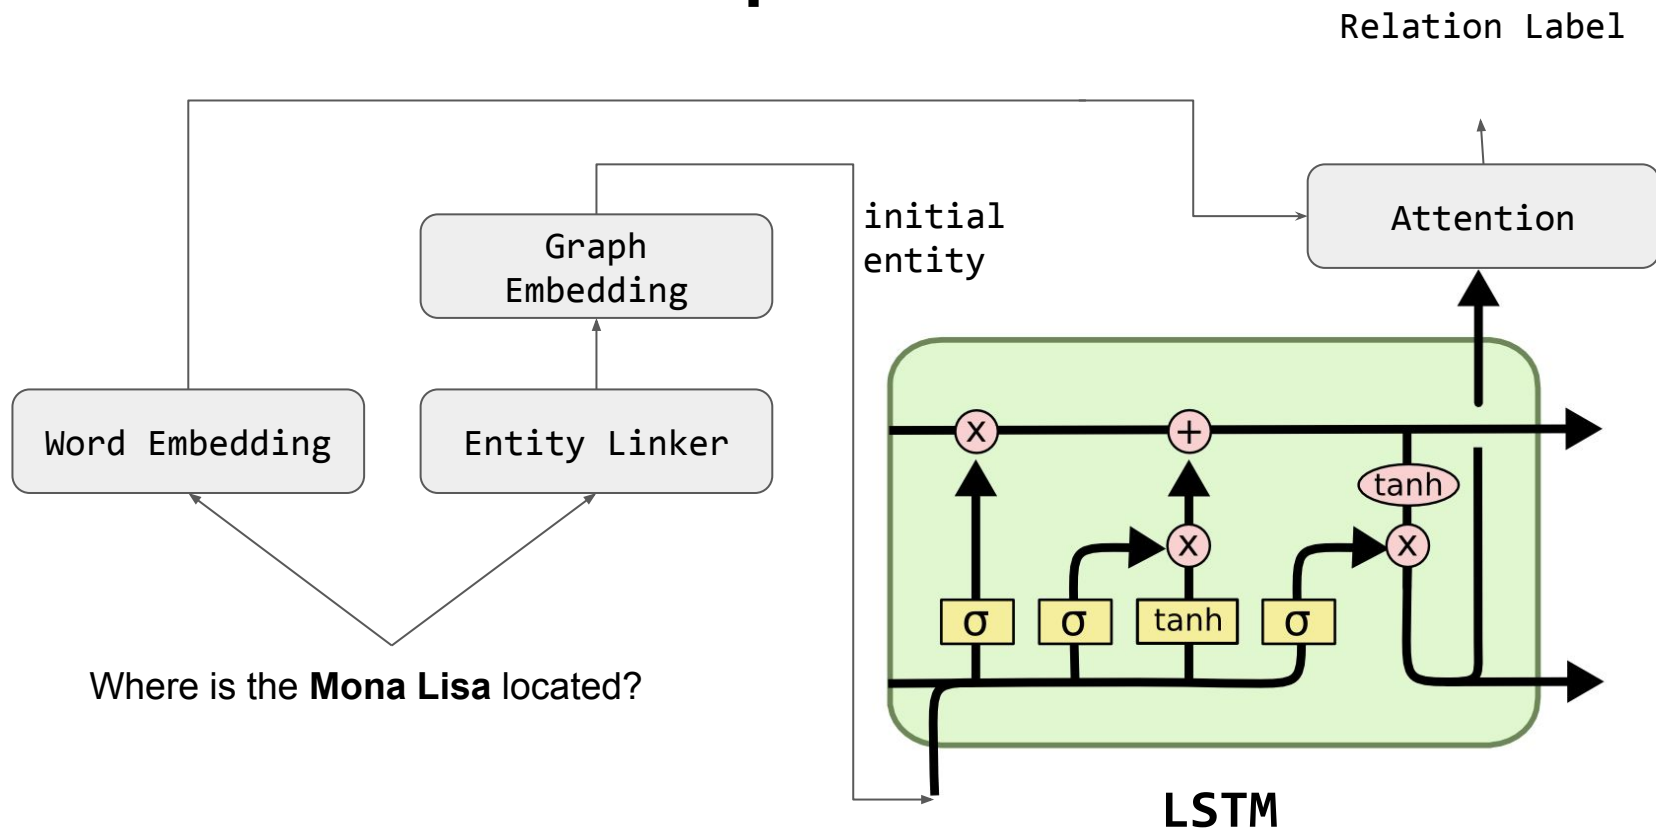 Relation Label
Attention
initial
entity
Graph
Embedding
Word Embedding
Entity Linker
Where is the Mona Lisa located?
x
+
tanh
x
x
σ
σ
tanh
σ
LSTM